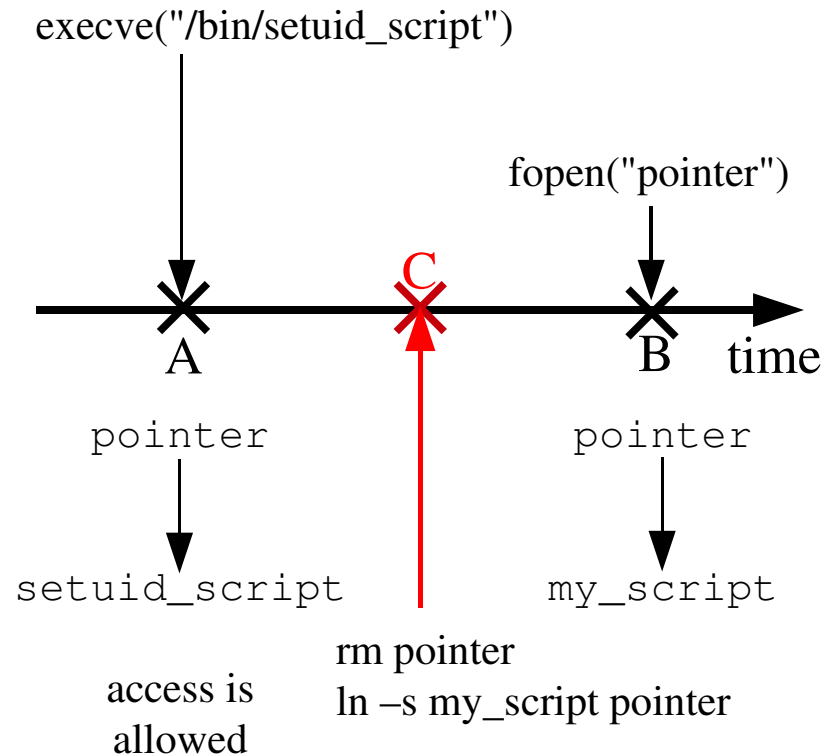 execve("/bin/setuid_script")
fopen("pointer")
C
A
B
time
pointer
pointer
setuid_script
my_script
rm pointer
ln –s my_script pointer
access is
allowed